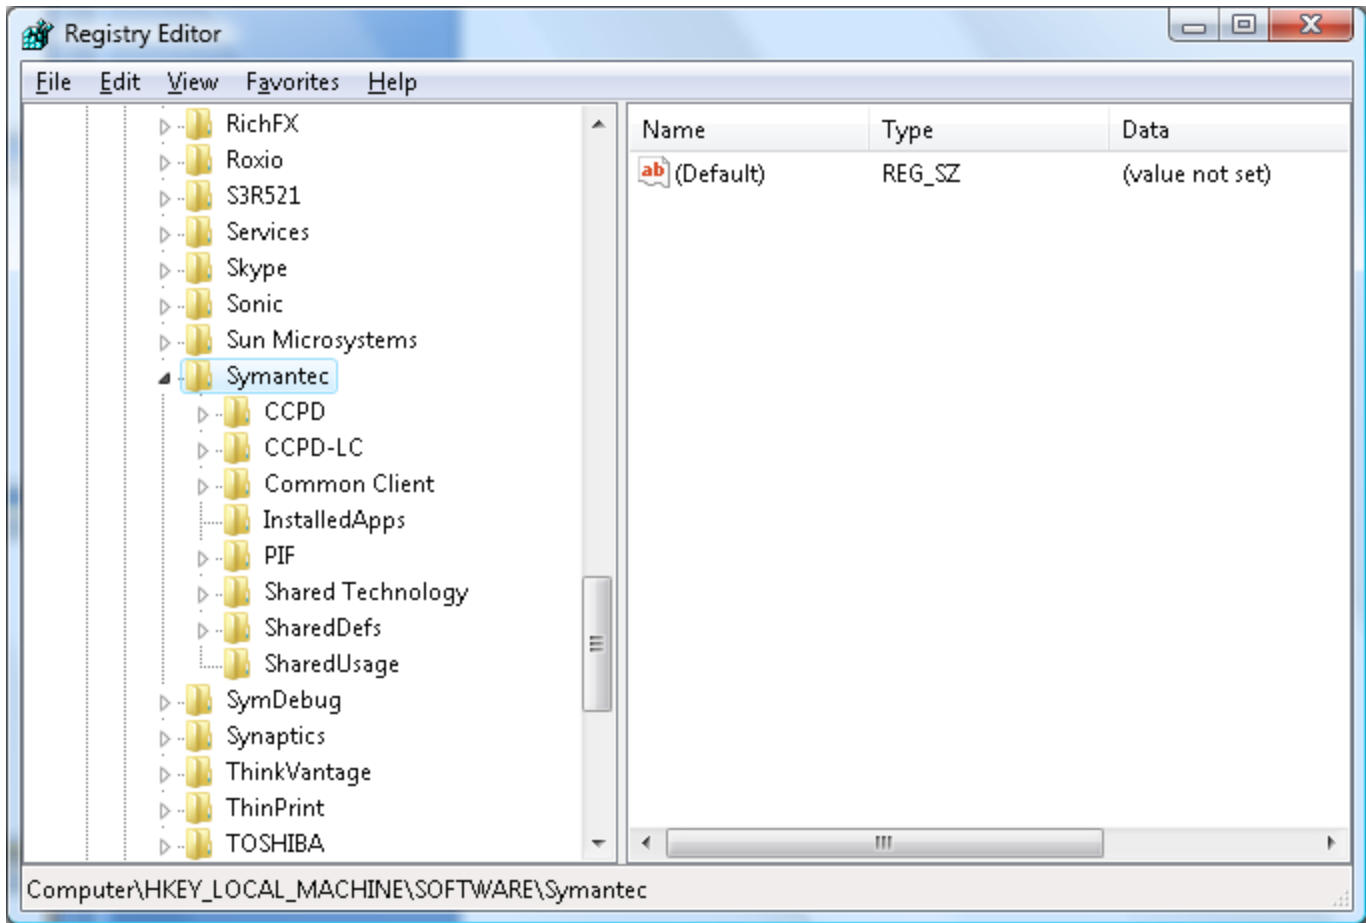 Registry Editor
File Edit View Favorites Help
RichFX
Roxio
S3R521
Services
Skype
Sonic
Sun Microsystems
Symantec
CCPD
CCPD-LC
Common Client
InstalledApps
PIF
Shared Technology
SharedDefs
SharedUsage
SymDebug
Synaptics
ThinkVantage
ThinPrint
TOSHIBA
Name Type Data
ab (Default) REG_SZ (value not set)
Computer\HKEY_LOCAL_MACHINE\SOFTWARE\Symantec